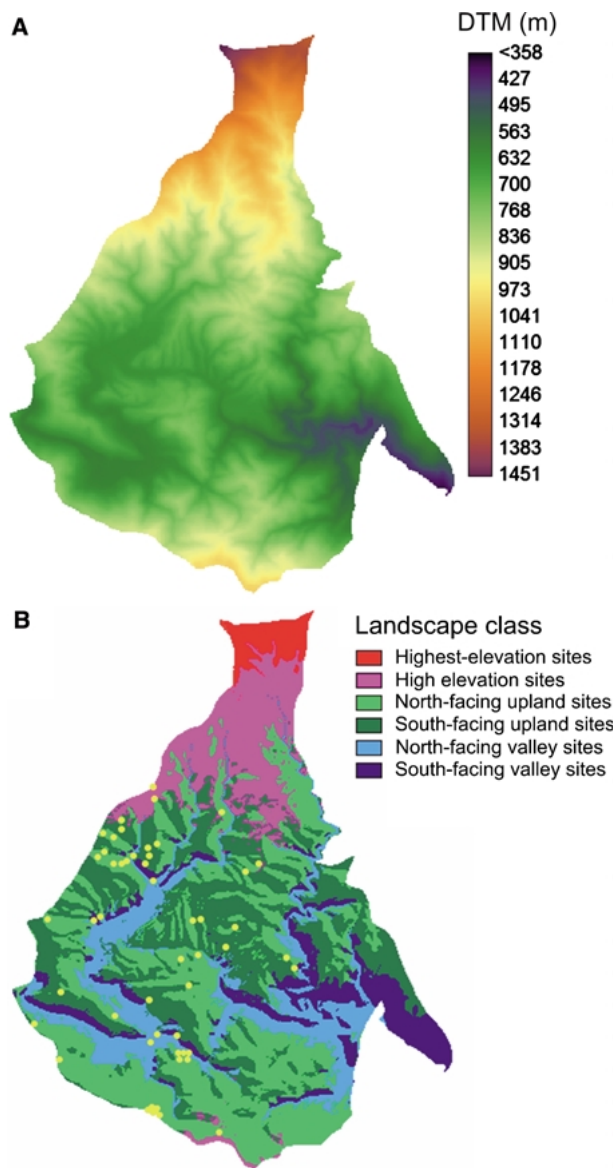 A
DTM (m)
<358
427
495
563
632
700
768
836
905
973
1041
1110
1178
1246
1314
1383
1451
B
Landscape class
Highest-elevation sites
High elevation sites
North-facing upland sites
South-facing upland sites
North-facing valley sites
South-facing valley sites